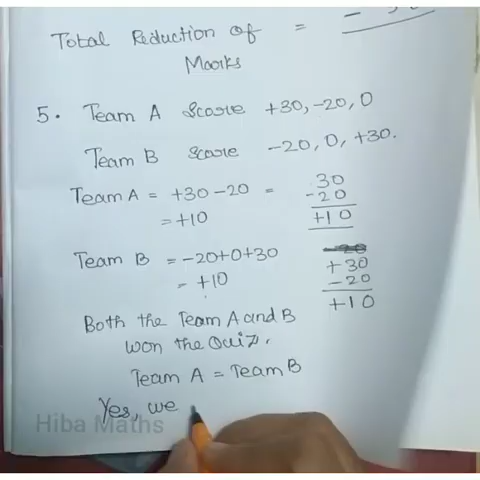 Total Reduction of =
Marks
5. Team A Score +30, -20, 0
Team B Score -20, 0, +30.
Team A = +30 -20 = 30
-20
= +10 +10
Team B = -20+0+30
+30
= +10 -20
+10
Both the Team A and B
won the Quiz.
Team A = Team B
Yes, we
Hiba Maths